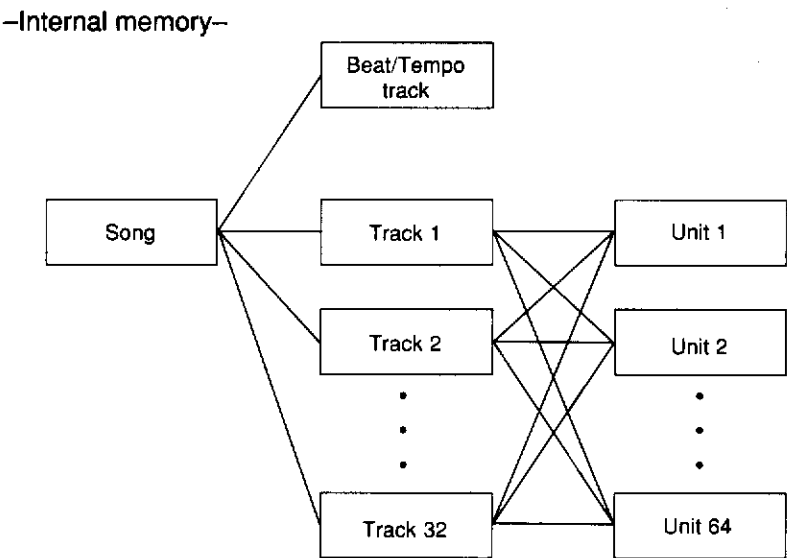 –Internal memory–
Beat/Tempo
track
Song
Track 1
Unit 1
Track 2
Unit 2
Track 32
Unit 64